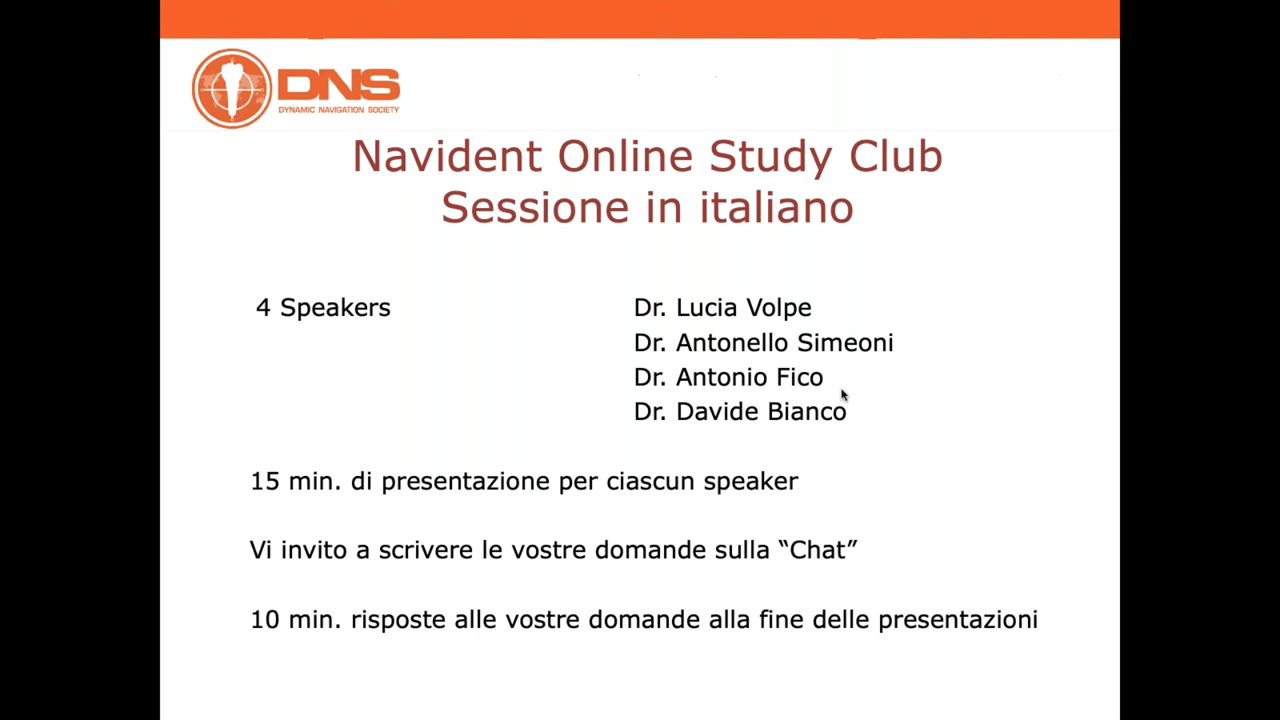 DNS
DYNAMIC NAVIGATION SOCIETY
Navident Online Study Club
Sessione in italiano
4 Speakers
Dr. Lucia Volpe
Dr. Antonello Simeoni
Dr. Antonio Fico
Dr. Davide Bianco
15 min. di presentazione per ciascun speaker
Vi invito a scrivere le vostre domande sulla “Chat”
10 min. risposte alle vostre domande alla fine delle presentazioni